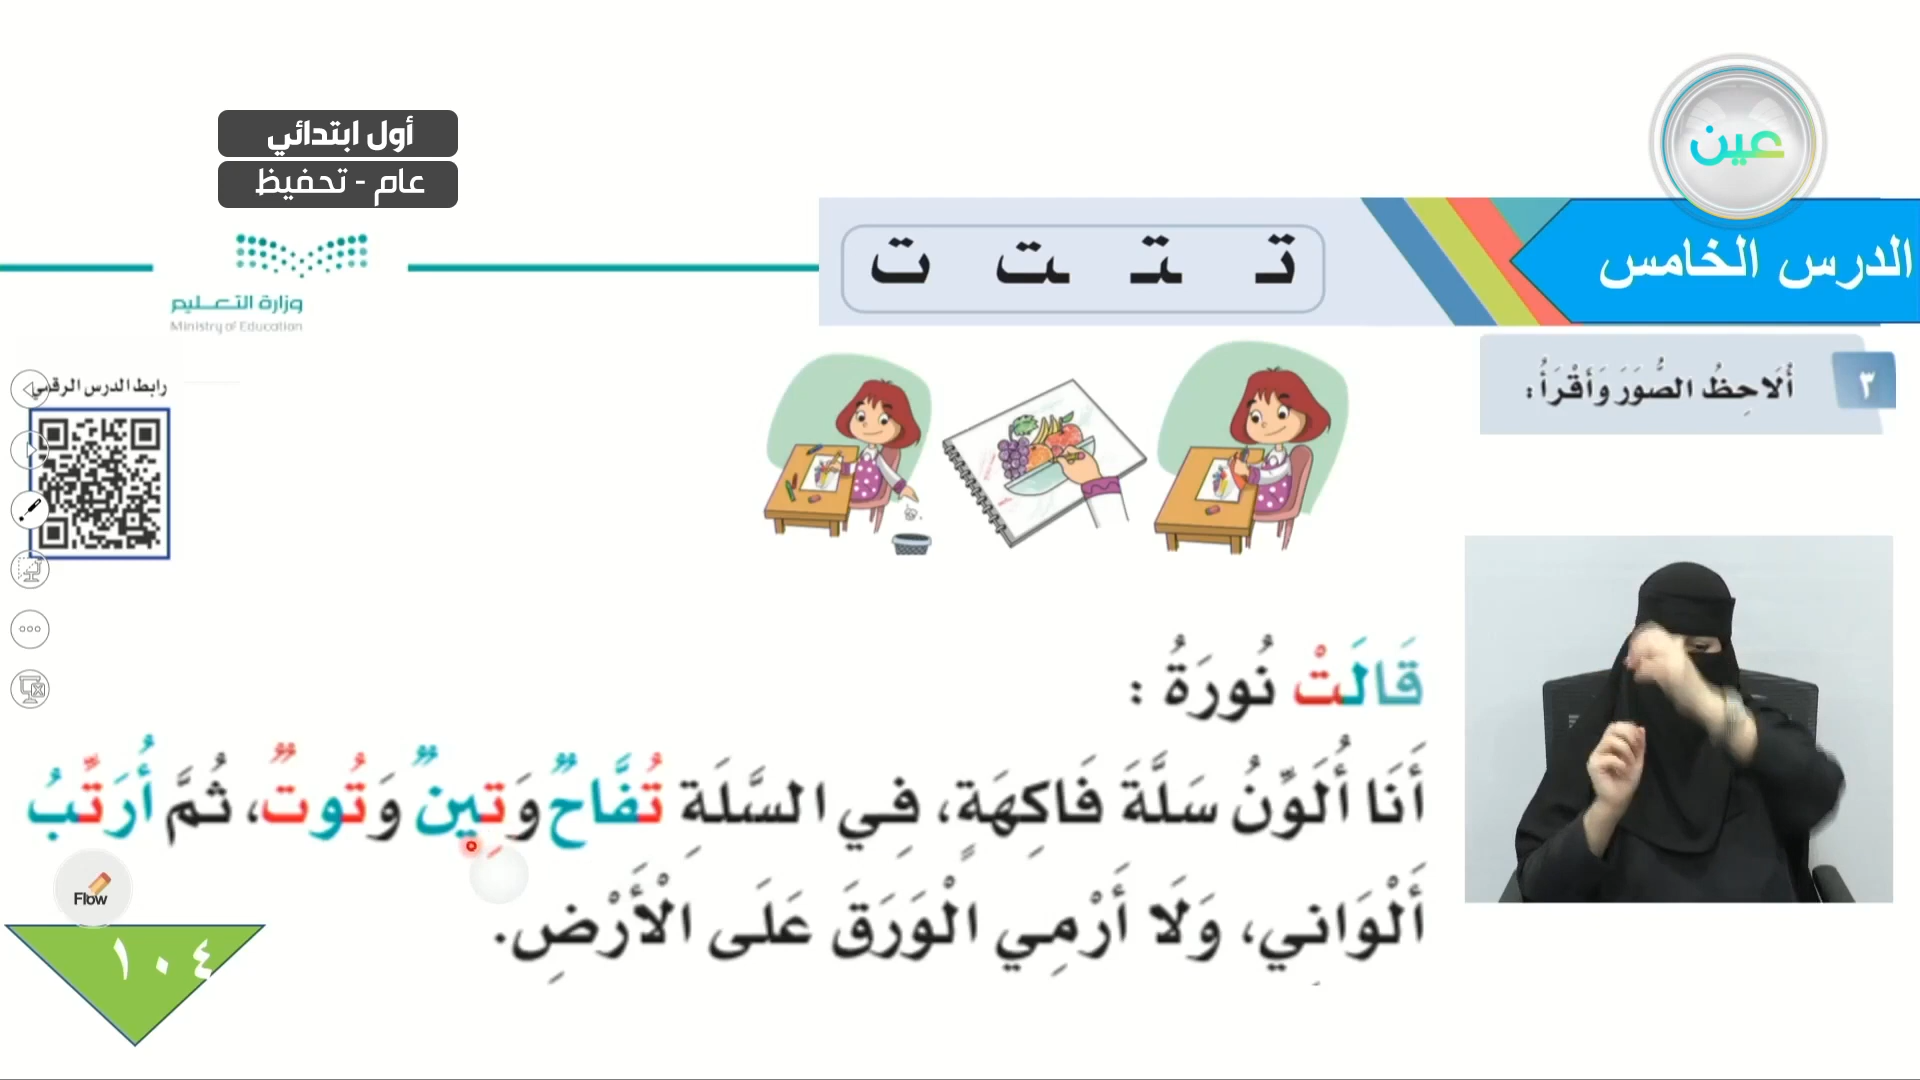 عين
أول ابتدائي
عام - تحفيظ
الدرس الخامس
تـ ـتـ ـت ت
وزارة التعليم
Ministry of Education
٣ أُلَاحِظُ الصُّوَرَ وَأَقْرَأُ :
رابط الدرس الرقمي
قَالَتْ نُورَةُ :
أَنَا أُلَوِّنُ سَلَّةَ فَاكِهَةٍ، فِي السَّلَةِ تُفَّاحٌ وَتِينٌ وَتُوتٌ، ثُمَّ أُرَتِّبُ
أَلْوَانِي، وَلَا أَرْمِي الْوَرَقَ عَلَى الْأَرْضِ.
Flow
١٠٤